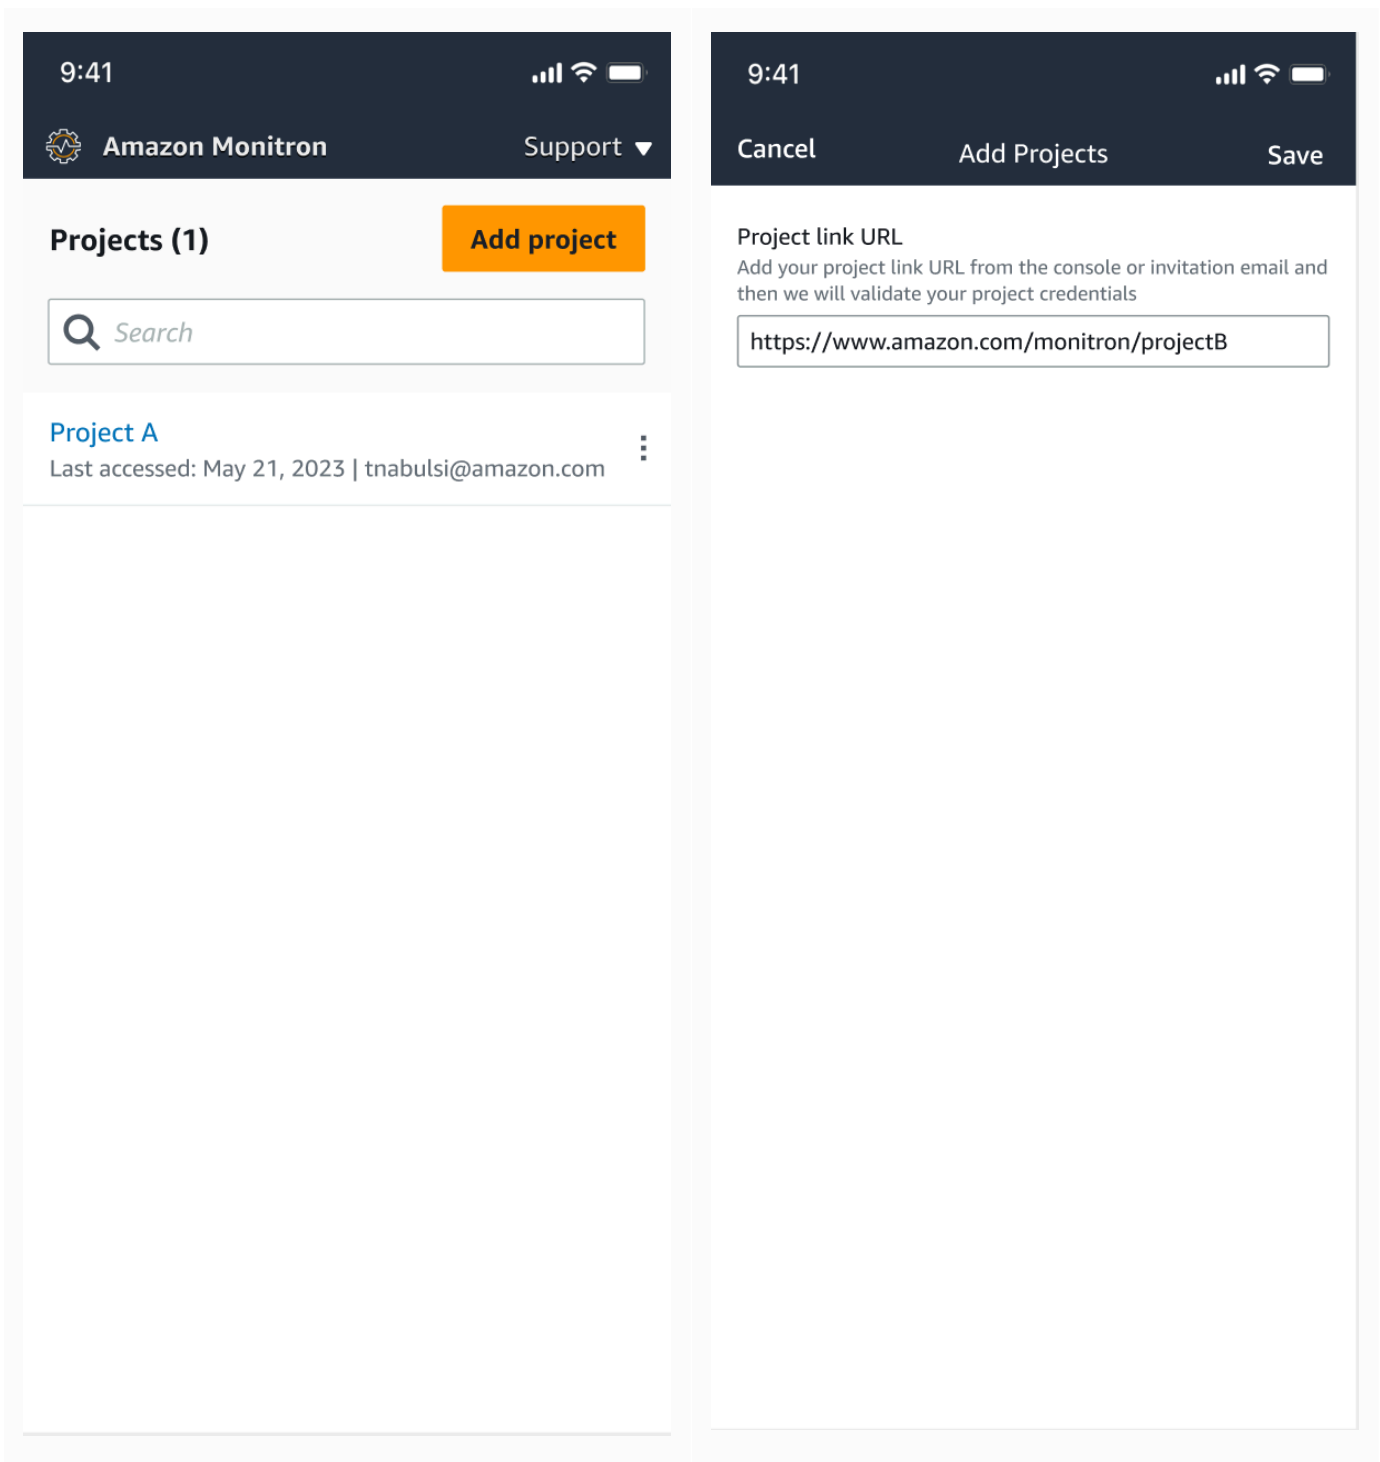 9:41
Amazon Monitron
Support
Projects (1)
Add project
Search
Project A
Last accessed: May 21, 2023 | tnabulsi@amazon.com
9:41
Cancel
Add Projects
Save
Project link URL
Add your project link URL from the console or invitation email and
then we will validate your project credentials
https://www.amazon.com/monitron/projectB